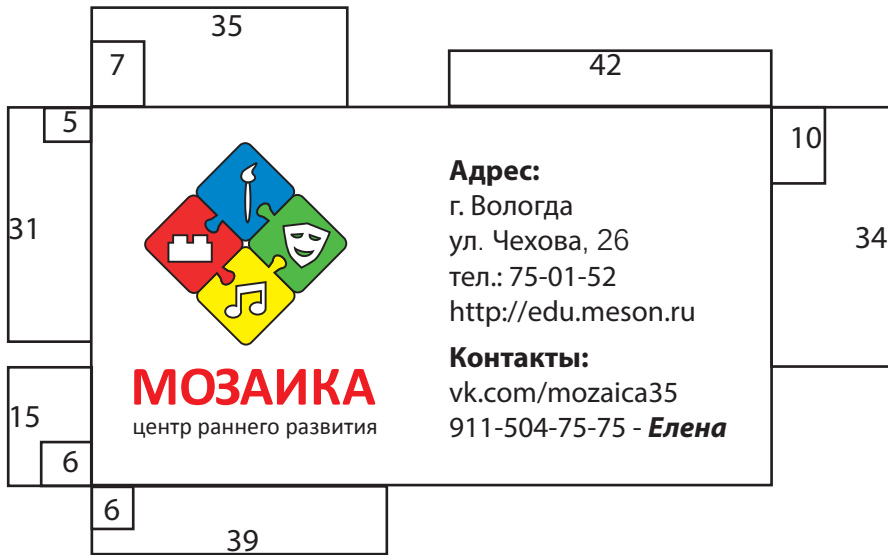 35
7
42
5
10
31
34
Адрес:
г. Вологда
ул. Чехова, 26
тел.: 75-01-52
http://edu.meson.ru
Контакты:
vk.com/mozaica35
911-504-75-75 - Елена
МОЗАИКА
центр раннего развития
15
6
6
39